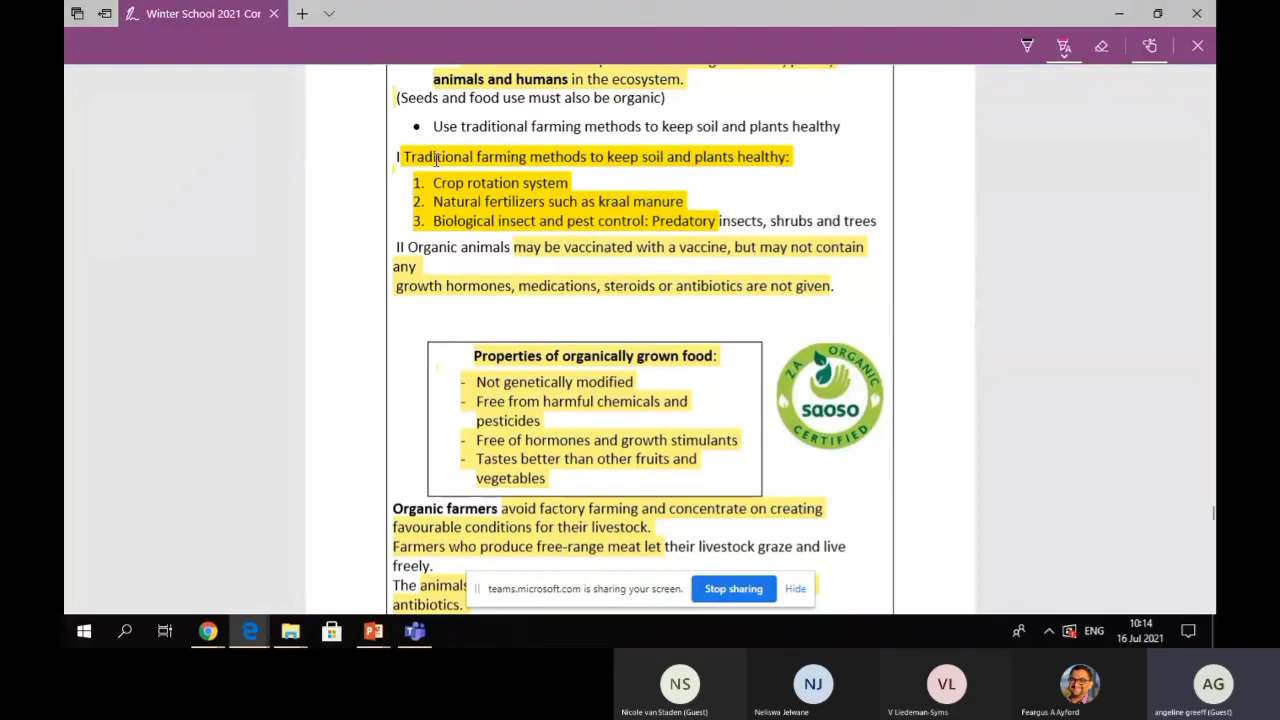 Winter School 2021 Cor
animals and humans in the ecosystem.
(Seeds and food use must also be organic)
• Use traditional farming methods to keep soil and plants healthy
I Traditional farming methods to keep soil and plants healthy:
1. Crop rotation system
2. Natural fertilizers such as kraal manure
3. Biological insect and pest control: Predatory insects, shrubs and trees
II Organic animals may be vaccinated with a vaccine, but may not contain
any
growth hormones, medications, steroids or antibiotics are not given.
Properties of organically grown food:
- Not genetically modified
- Free from harmful chemicals and
pesticides
- Free of hormones and growth stimulants
- Tastes better than other fruits and
vegetables
ZA ORGANIC
saoso
CERTIFIED
Organic farmers avoid factory farming and concentrate on creating
favourable conditions for their livestock.
Farmers who produce free-range meat let their livestock graze and live
freely.
The animals
antibiotics.
teams.microsoft.com is sharing your screen. Stop sharing Hide
ENG
10:14
16 Jul 2021
NS NJ VL AG
Nicole van Staden (Guest) Neliswa Jelwane V Liedeman-Syms Feargus A Ayford angeline greeff (Guest)